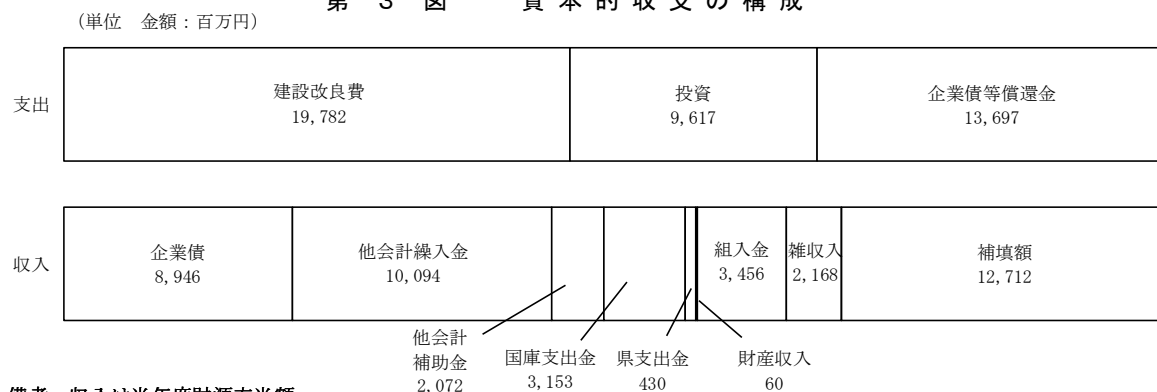 第 3 図 資本的収支の構成
（単位 金額：百万円）
支出
建設改良費
19,782
投資
9,617
企業債等償還金
13,697
収入
企業債
8,946
他会計繰入金
10,094
組入金
3,456
雑収入
2,168
補填額
12,712
他会計
補助金
2,072
国庫支出金
3,153
県支出金
430
財産収入
60
備考 収入は当年度財源充当額